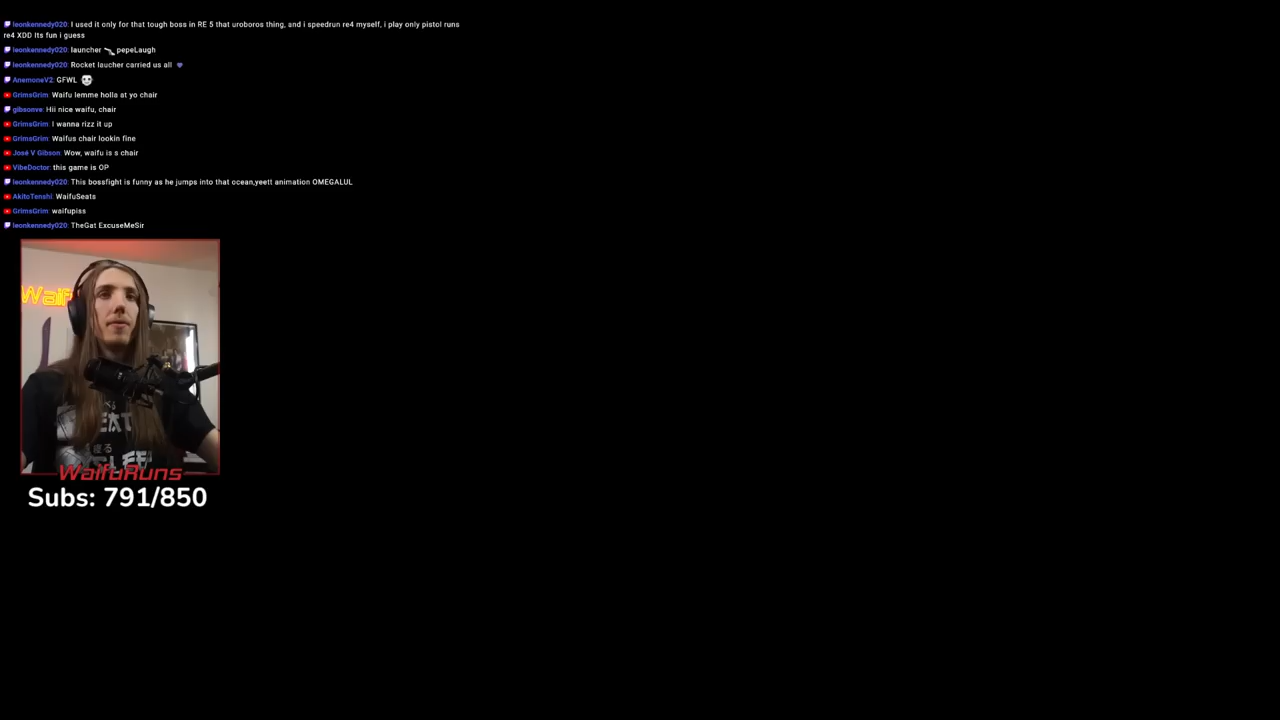 leonkennedy020: I used it only for that tough boss in RE 5 that uroboros thing, and i speedrun re4 myself, i play only pistol runs
re4 XDD Its fun i guess
leonkennedy020: launcher pepeLaugh
leonkennedy020: Rocket laucher carried us all
AnemoneV2: GFWL
GrimsGrim: Waifu lemme holla at yo chair
gibsonve: Hii nice waifu, chair
GrimsGrim: I wanna rizz it up
GrimsGrim: Waifus chair lookin fine
José V Gibson: Wow, waifu is s chair
VibeDoctor: this game is OP
leonkennedy020: This bossfight is funny as he jumps into that ocean,yeett animation OMEGALUL
AkitoTenshi: WaifuSeats
GrimsGrim: waifupiss
leonkennedy020: TheGat ExcuseMeSir
Waif
EAT
WaifuRuns
Subs: 791/850